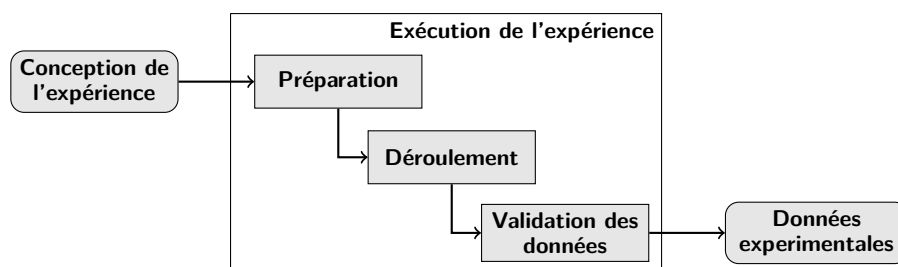 Exécution de l'expérience
Conception de
l'expérience
Préparation
Déroulement
Validation des
données
Données
experimentales